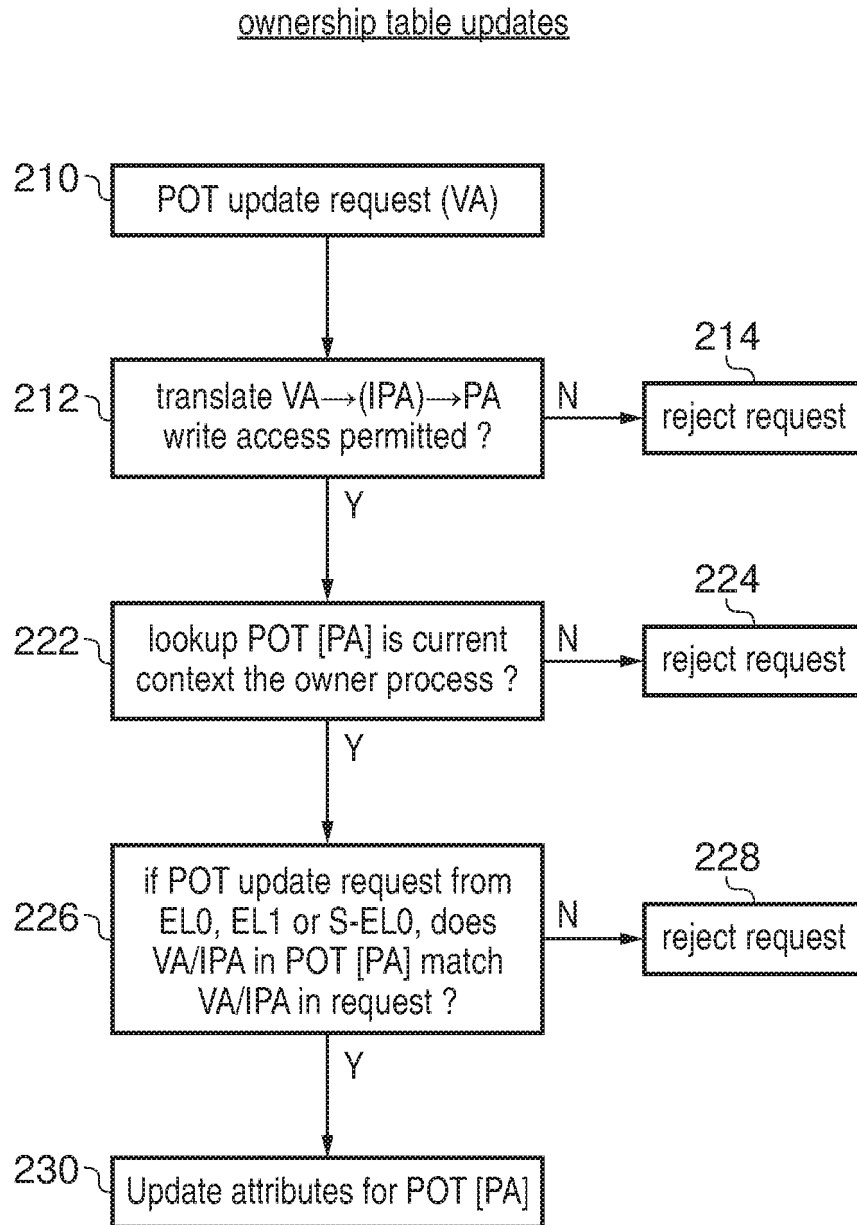 ownership table updates
210
POT update request (VA)
212
translate VA→(IPA)→PA
write access permitted ?
N
214
reject request
Y
222
lookup POT [PA] is current
context the owner process ?
N
224
reject request
Y
226
if POT update request from
EL0, EL1 or S-EL0, does
VA/IPA in POT [PA] match
VA/IPA in request ?
N
228
reject request
Y
230
Update attributes for POT [PA]